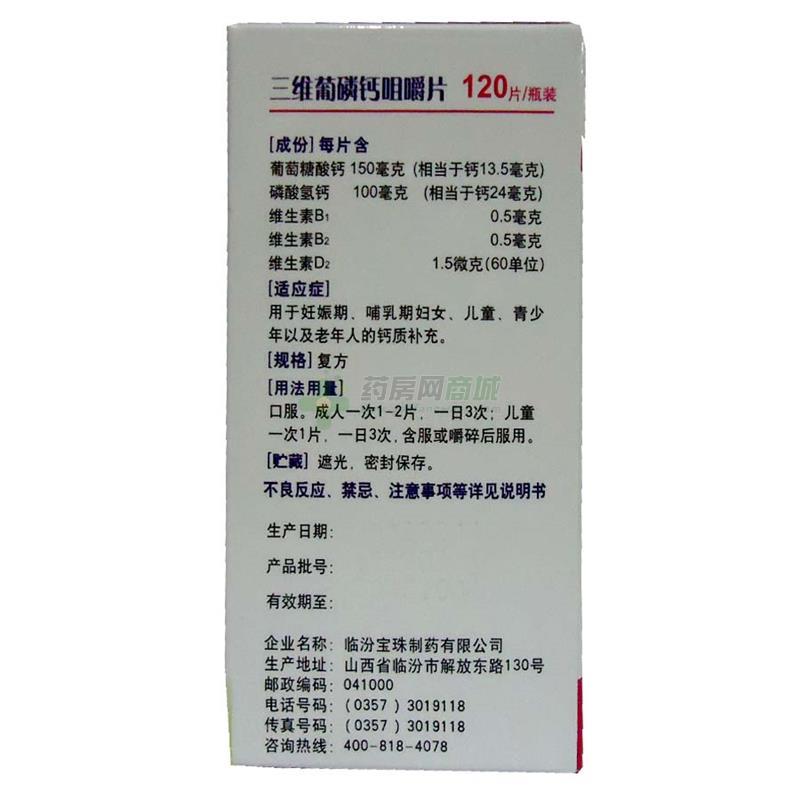 三维葡磷钙咀嚼片 120片/瓶装
[成份]每片含
葡萄糖酸钙 150毫克 (相当于钙13.5毫克)
磷酸氢钙 100毫克 (相当于钙24毫克)
维生素B1 0.5毫克
维生素B2 0.5毫克
维生素D2 1.5微克(60单位)
[适应症]
用于妊娠期、哺乳期妇女、儿童、青少
年以及老年人的钙质补充。
[规格]复方
[用法用量]
药房网商城
口服。成人一次1-2片，一日3次；儿童
一次1片，一日3次,含服或嚼碎后服用。
[贮藏] 遮光，密封保存。
不良反应、禁忌、注意事项等详见说明书
生产日期:
产品批号:
有效期至:
企业名称: 临汾宝珠制药有限公司
生产地址: 山西省临汾市解放东路130号
邮政编码: 041000
电话号码: (0357) 3019118
传真号码: (0357) 3019118
咨询热线: 400-818-4078